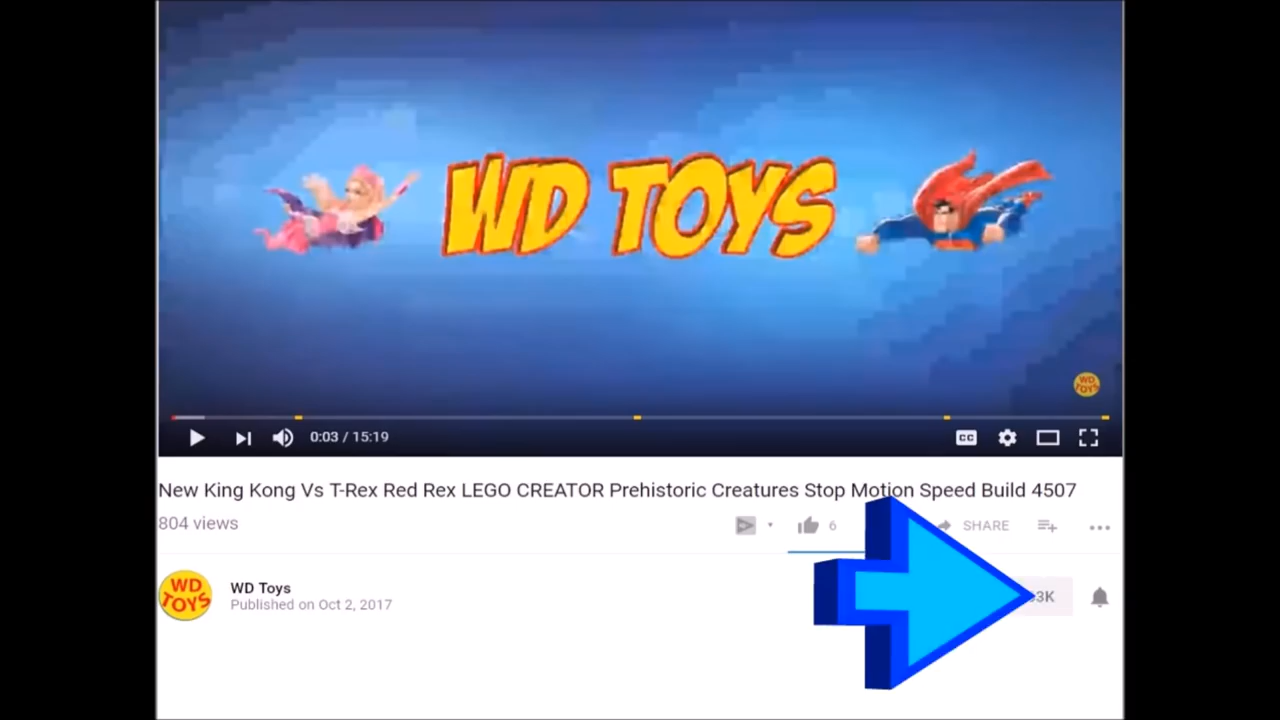 WD TOYS
WD
TOYS
0:03 / 15:19
CC
New King Kong Vs T-Rex Red Rex LEGO CREATOR Prehistoric Creatures Stop Motion Speed Build 4507
804 views
6
SHARE
WD
TOYS
WD Toys
Published on Oct 2, 2017
3K